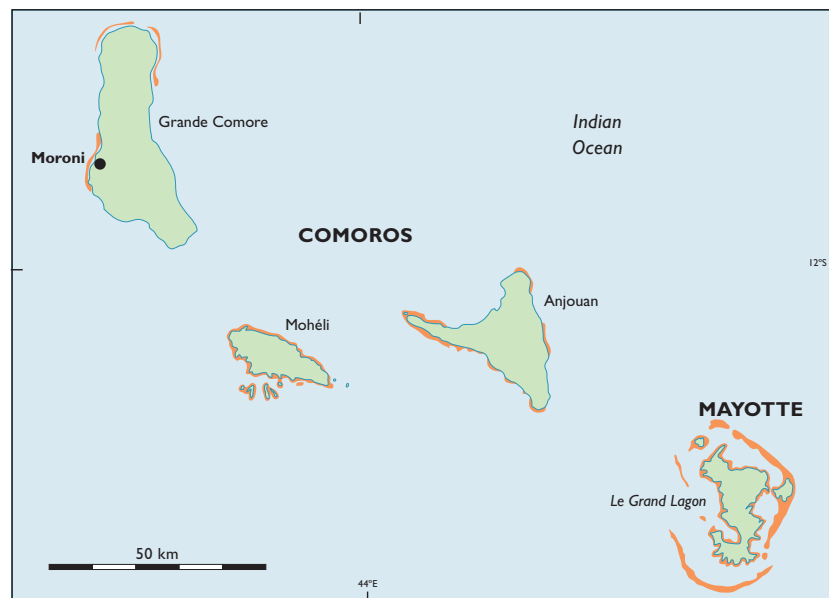 Grande Comore
Indian
Ocean
Moroni
COMOROS
12°S
Anjouan
Mohéli
MAYOTTE
Le Grand Lagon
50 km
44°E